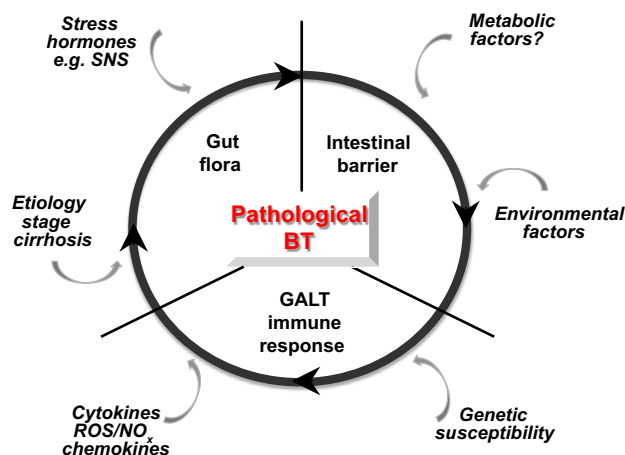 Stress
hormones
e.g. SNS
Metabolic
factors?
Gut
flora
Intestinal
barrier
Etiology
stage
cirrhosis
Pathological
BT
Environmental
factors
GALT
immune
response
Cytokines
ROS/NOx
chemokines
Genetic
susceptibility